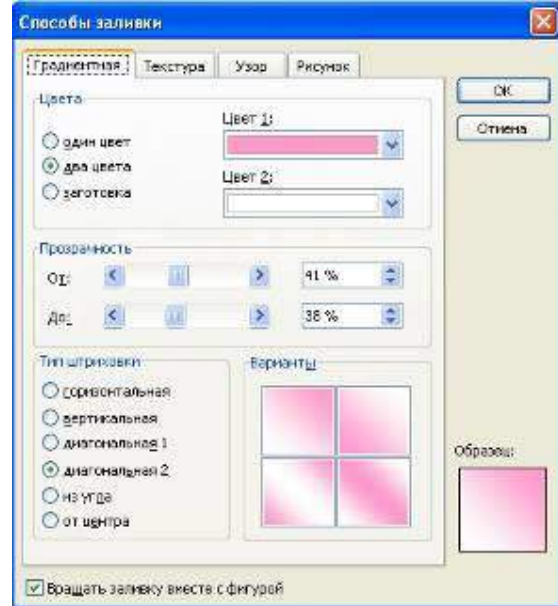 Способы заливки
Градиентная Текстура Узор Рисунок
Цвета
один цвет
два цвета
заготовка
Цвет 1:
Цвет 2:
ОК
Отмена
Прозрачность
От: 41 %
До: 38 %
Тип штриховки
горизонтальная
вертикальная
диагональная 1
диагональная 2
из угла
от центра
Варианты
Образец:
Вращать заливку вместе с фигурой